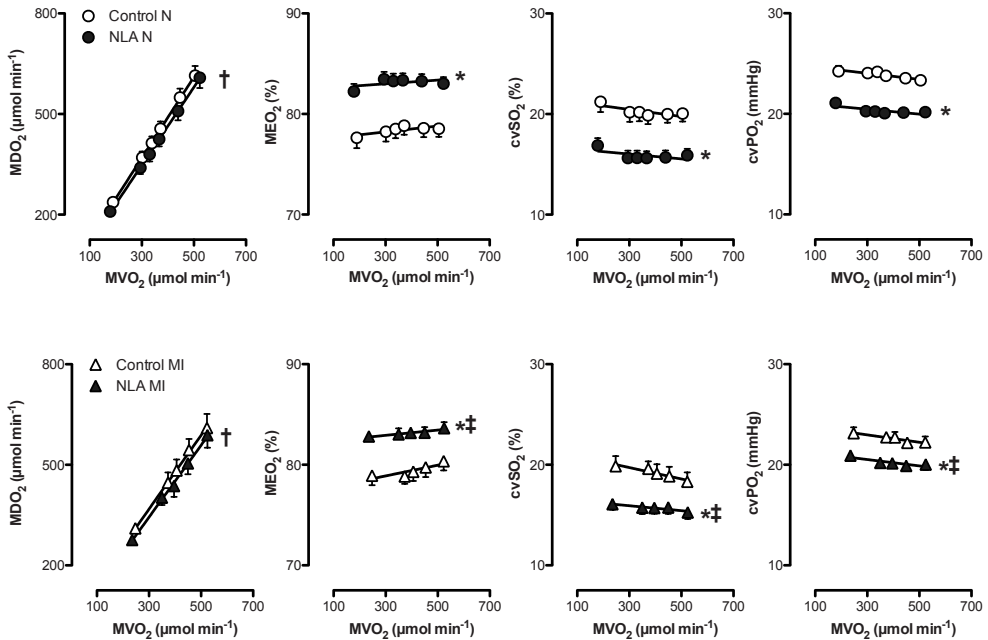 Control N
NLA N
MDO₂ (µmol min⁻¹)
800
500
200
†
100 300 500 700
MVO₂ (µmol min⁻¹)
MEO₂ (%)
90
80
70
*
100 300 500 700
MVO₂ (µmol min⁻¹)
cvSO₂ (%)
30
20
10
*
100 300 500 700
MVO₂ (µmol min⁻¹)
cvPO₂ (mmHg)
30
20
10
*
100 300 500 700
MVO₂ (µmol min⁻¹)
Control MI
NLA MI
MDO₂ (µmol min⁻¹)
800
500
200
†
100 300 500 700
MVO₂ (µmol min⁻¹)
MEO₂ (%)
90
80
70
*‡
100 300 500 700
MVO₂ (µmol min⁻¹)
cvSO₂ (%)
30
20
10
*‡
100 300 500 700
MVO₂ (µmol min⁻¹)
cvPO₂ (mmHg)
30
20
10
*‡
100 300 500 700
MVO₂ (µmol min⁻¹)